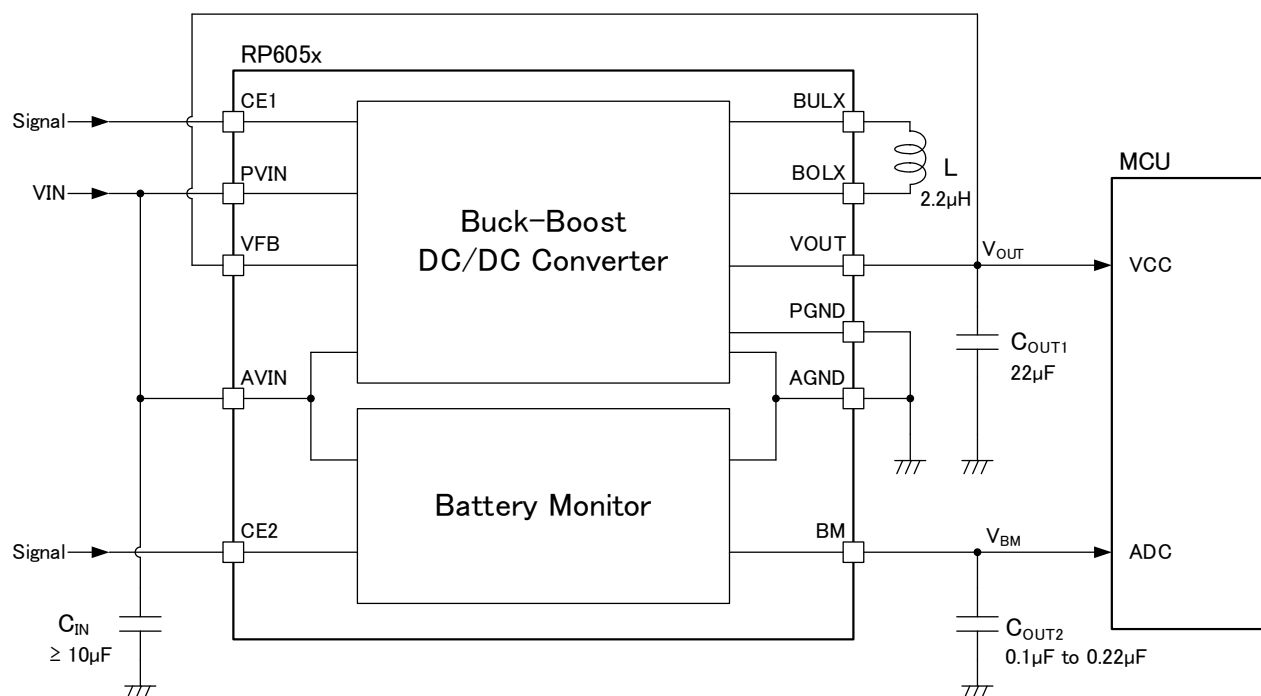 RP605x
CE1
BULX
Signal
MCU
PVIN
BOLX
L
VIN
2.2µH
Buck-Boost
DC/DC Converter
VFB
VOUT
VOUT
VCC
PGND
COUT1
22µF
AVIN
AGND
Battery Monitor
CE2
BM
VBM
Signal
ADC
CIN
≥ 10µF
COUT2
0.1µF to 0.22µF